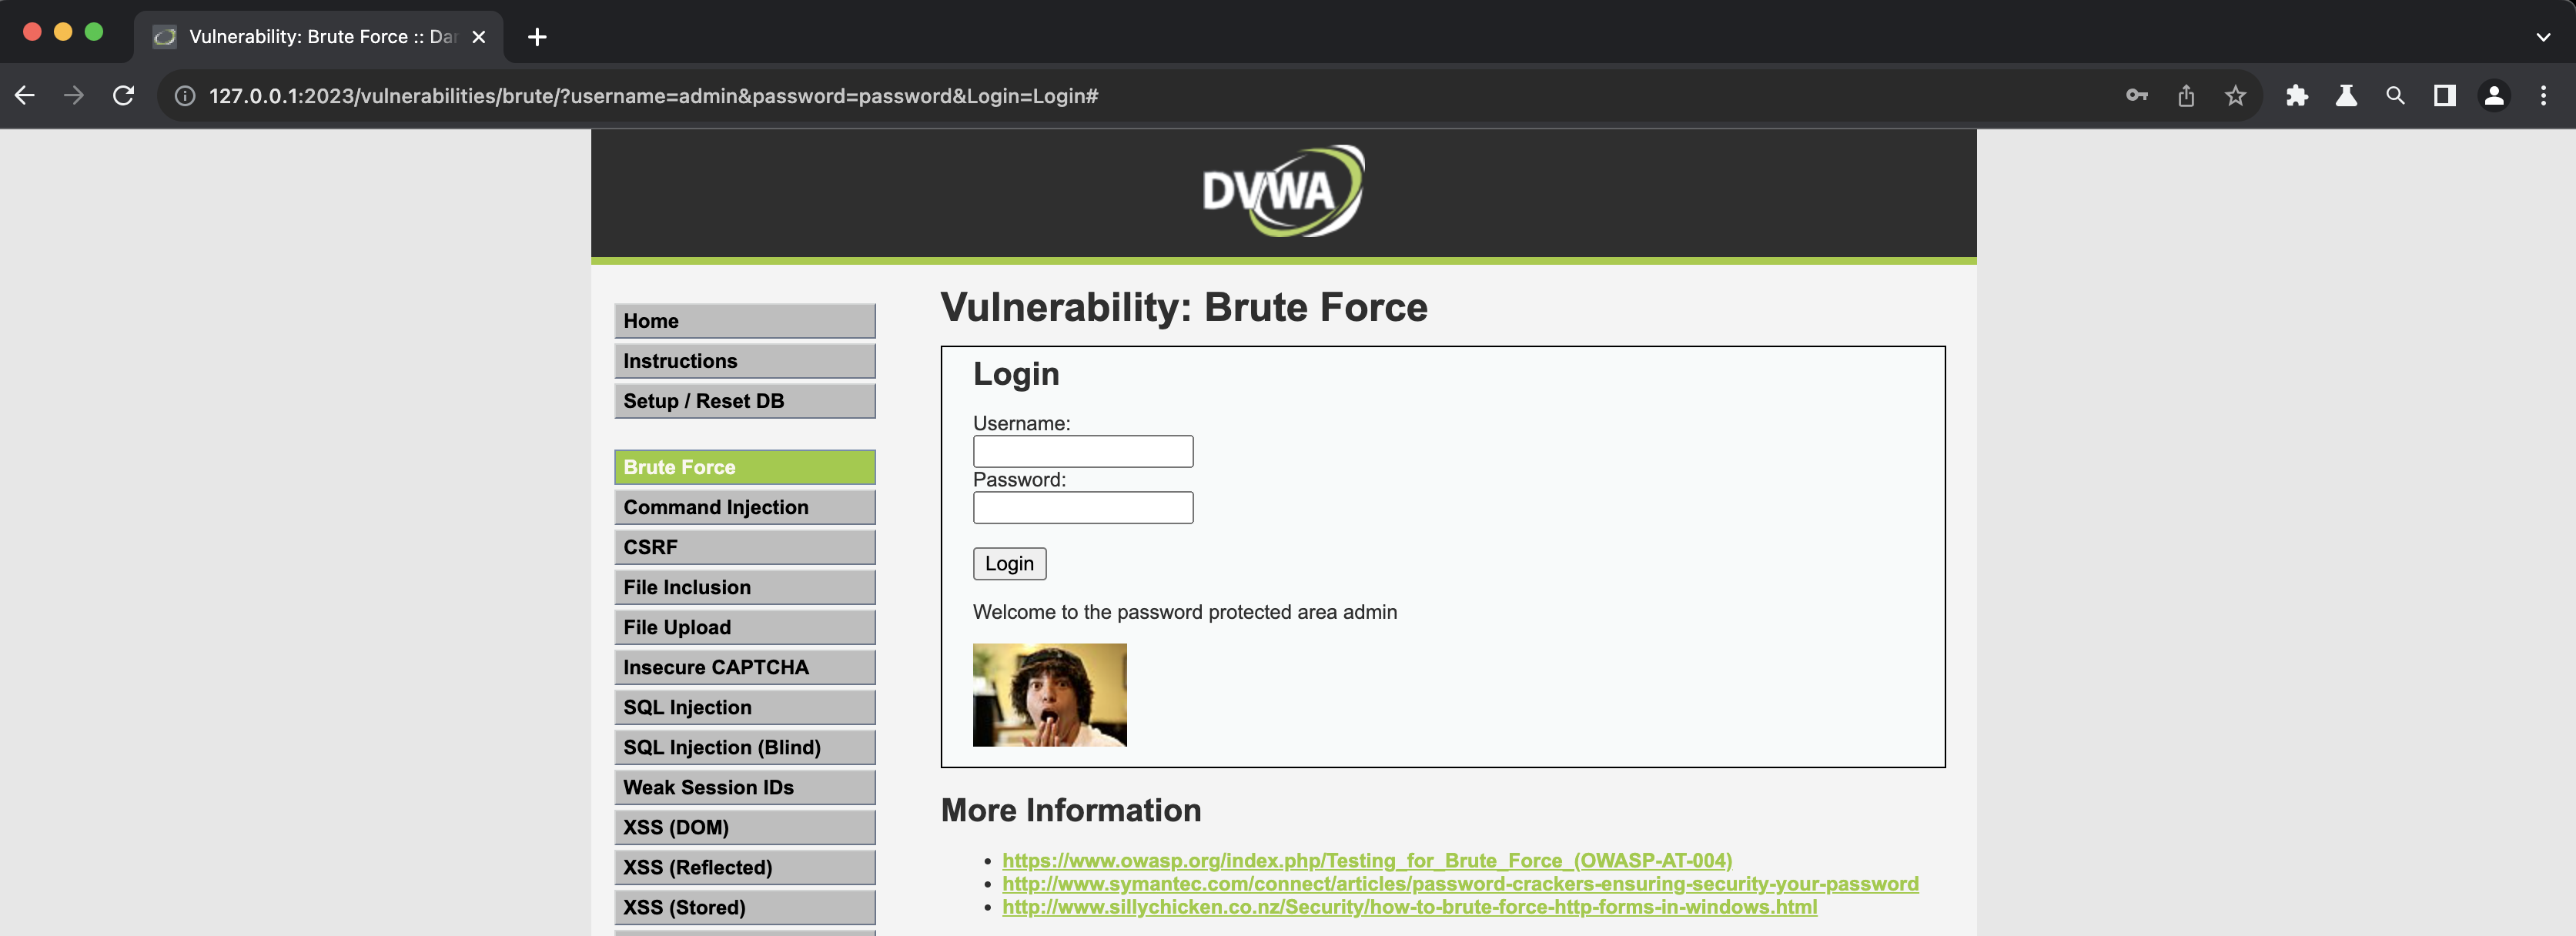 Vulnerability: Brute Force :: Dar
127.0.0.1:2023/vulnerabilities/brute/?username=admin&password=password&Login=Login#
DVWA
Home
Instructions
Setup / Reset DB
Brute Force
Command Injection
CSRF
File Inclusion
File Upload
Insecure CAPTCHA
SQL Injection
SQL Injection (Blind)
Weak Session IDs
XSS (DOM)
XSS (Reflected)
XSS (Stored)
Vulnerability: Brute Force
Login
Username:
Password:
Login
Welcome to the password protected area admin
More Information
https://www.owasp.org/index.php/Testing_for_Brute_Force_(OWASP-AT-004)
http://www.symantec.com/connect/articles/password-crackers-ensuring-security-your-password
http://www.sillychicken.co.nz/Security/how-to-brute-force-http-forms-in-windows.html